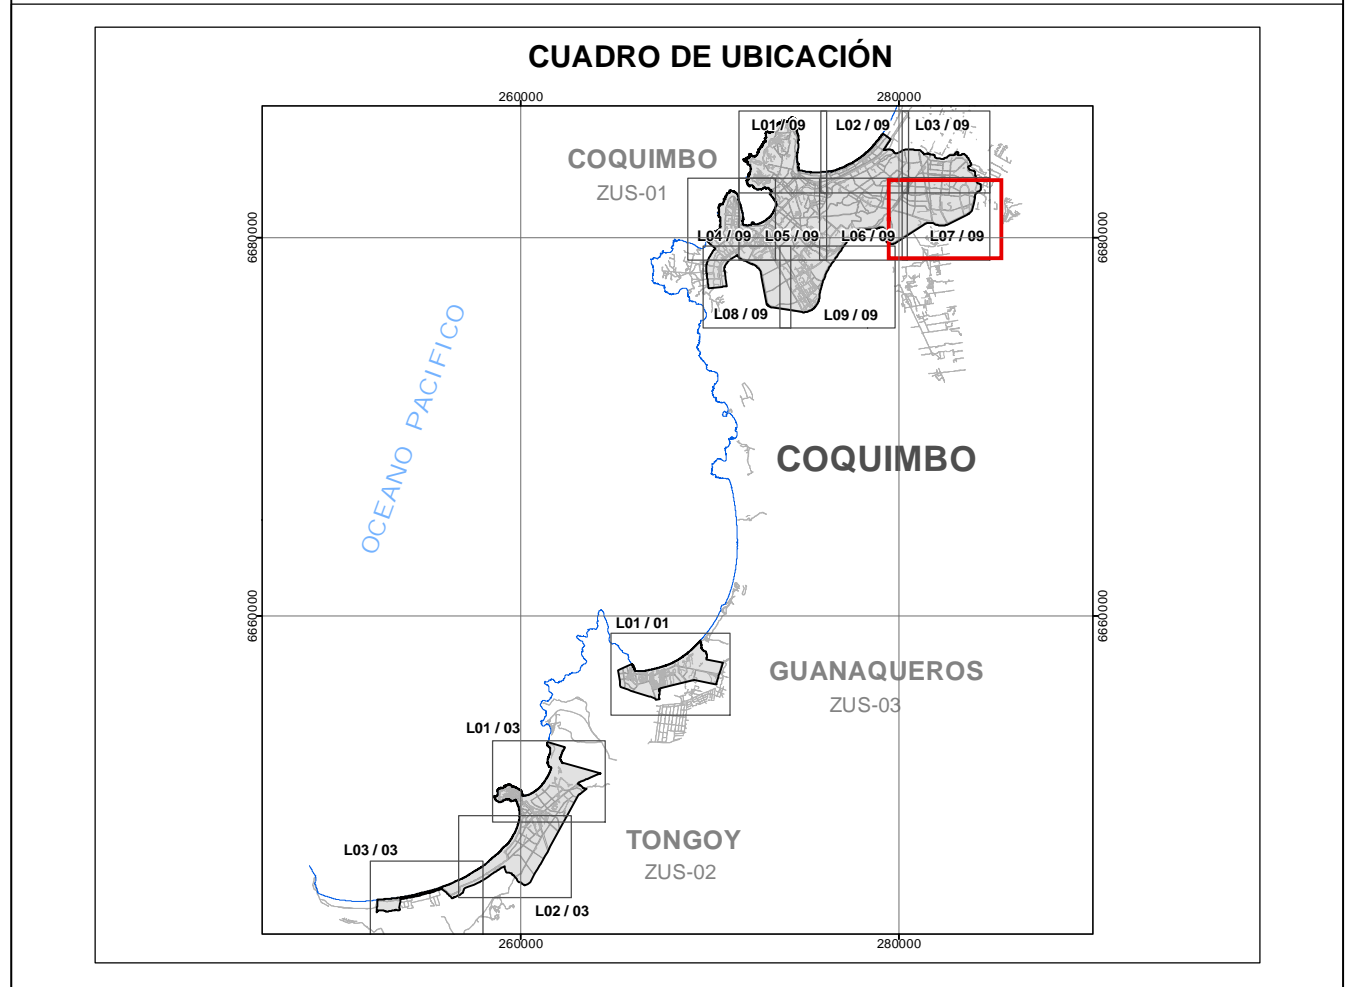 CUADRO DE UBICACIÓN
260000
280000
L01 / 09
L02 / 09
L03 / 09
COQUIMBO
ZUS-01
6680000
6680000
L04 / 09
L05 / 09
L06 / 09
L07 / 09
L08 / 09
L09 / 09
OCEANO PACIFICO
COQUIMBO
6660000
6660000
L01 / 01
GUANAQUEROS
ZUS-03
L01 / 03
TONGOY
ZUS-02
L03 / 03
L02 / 03
260000
280000